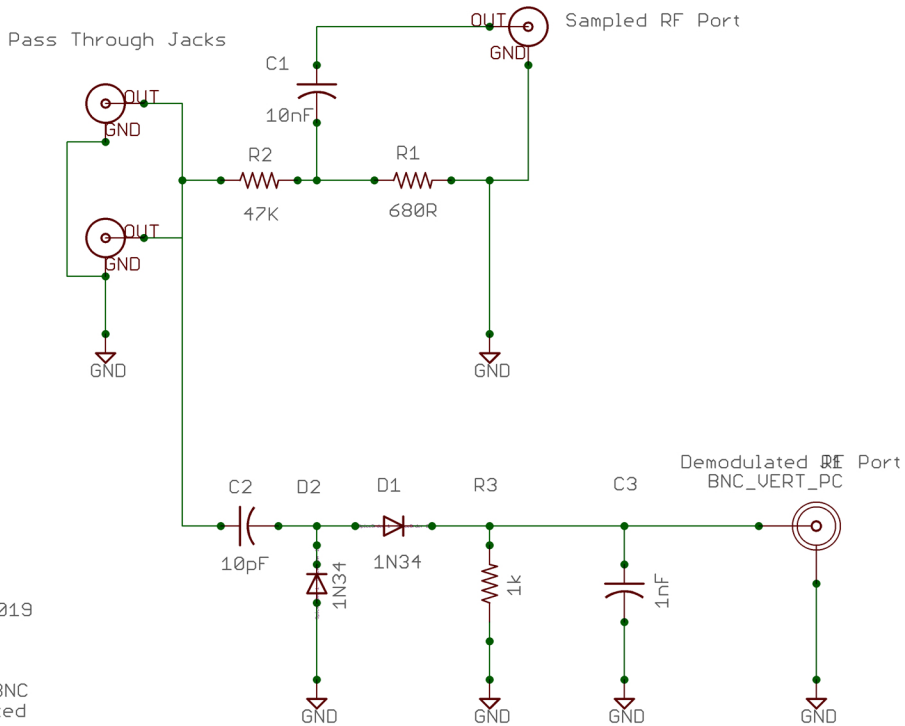 Pass Through Jacks
OUT
GND
OUT
GND
GND
OUT
GND
Sampled RF Port
C1
10nF
R2
47K
R1
680R
GND
C2
10pF
D2
1N34
D1
1N34
R3
1k
C3
1nF
Demodulated RF Port
BNC_VERT_PC
GND
GND
GND
GND
019
BNC
ted